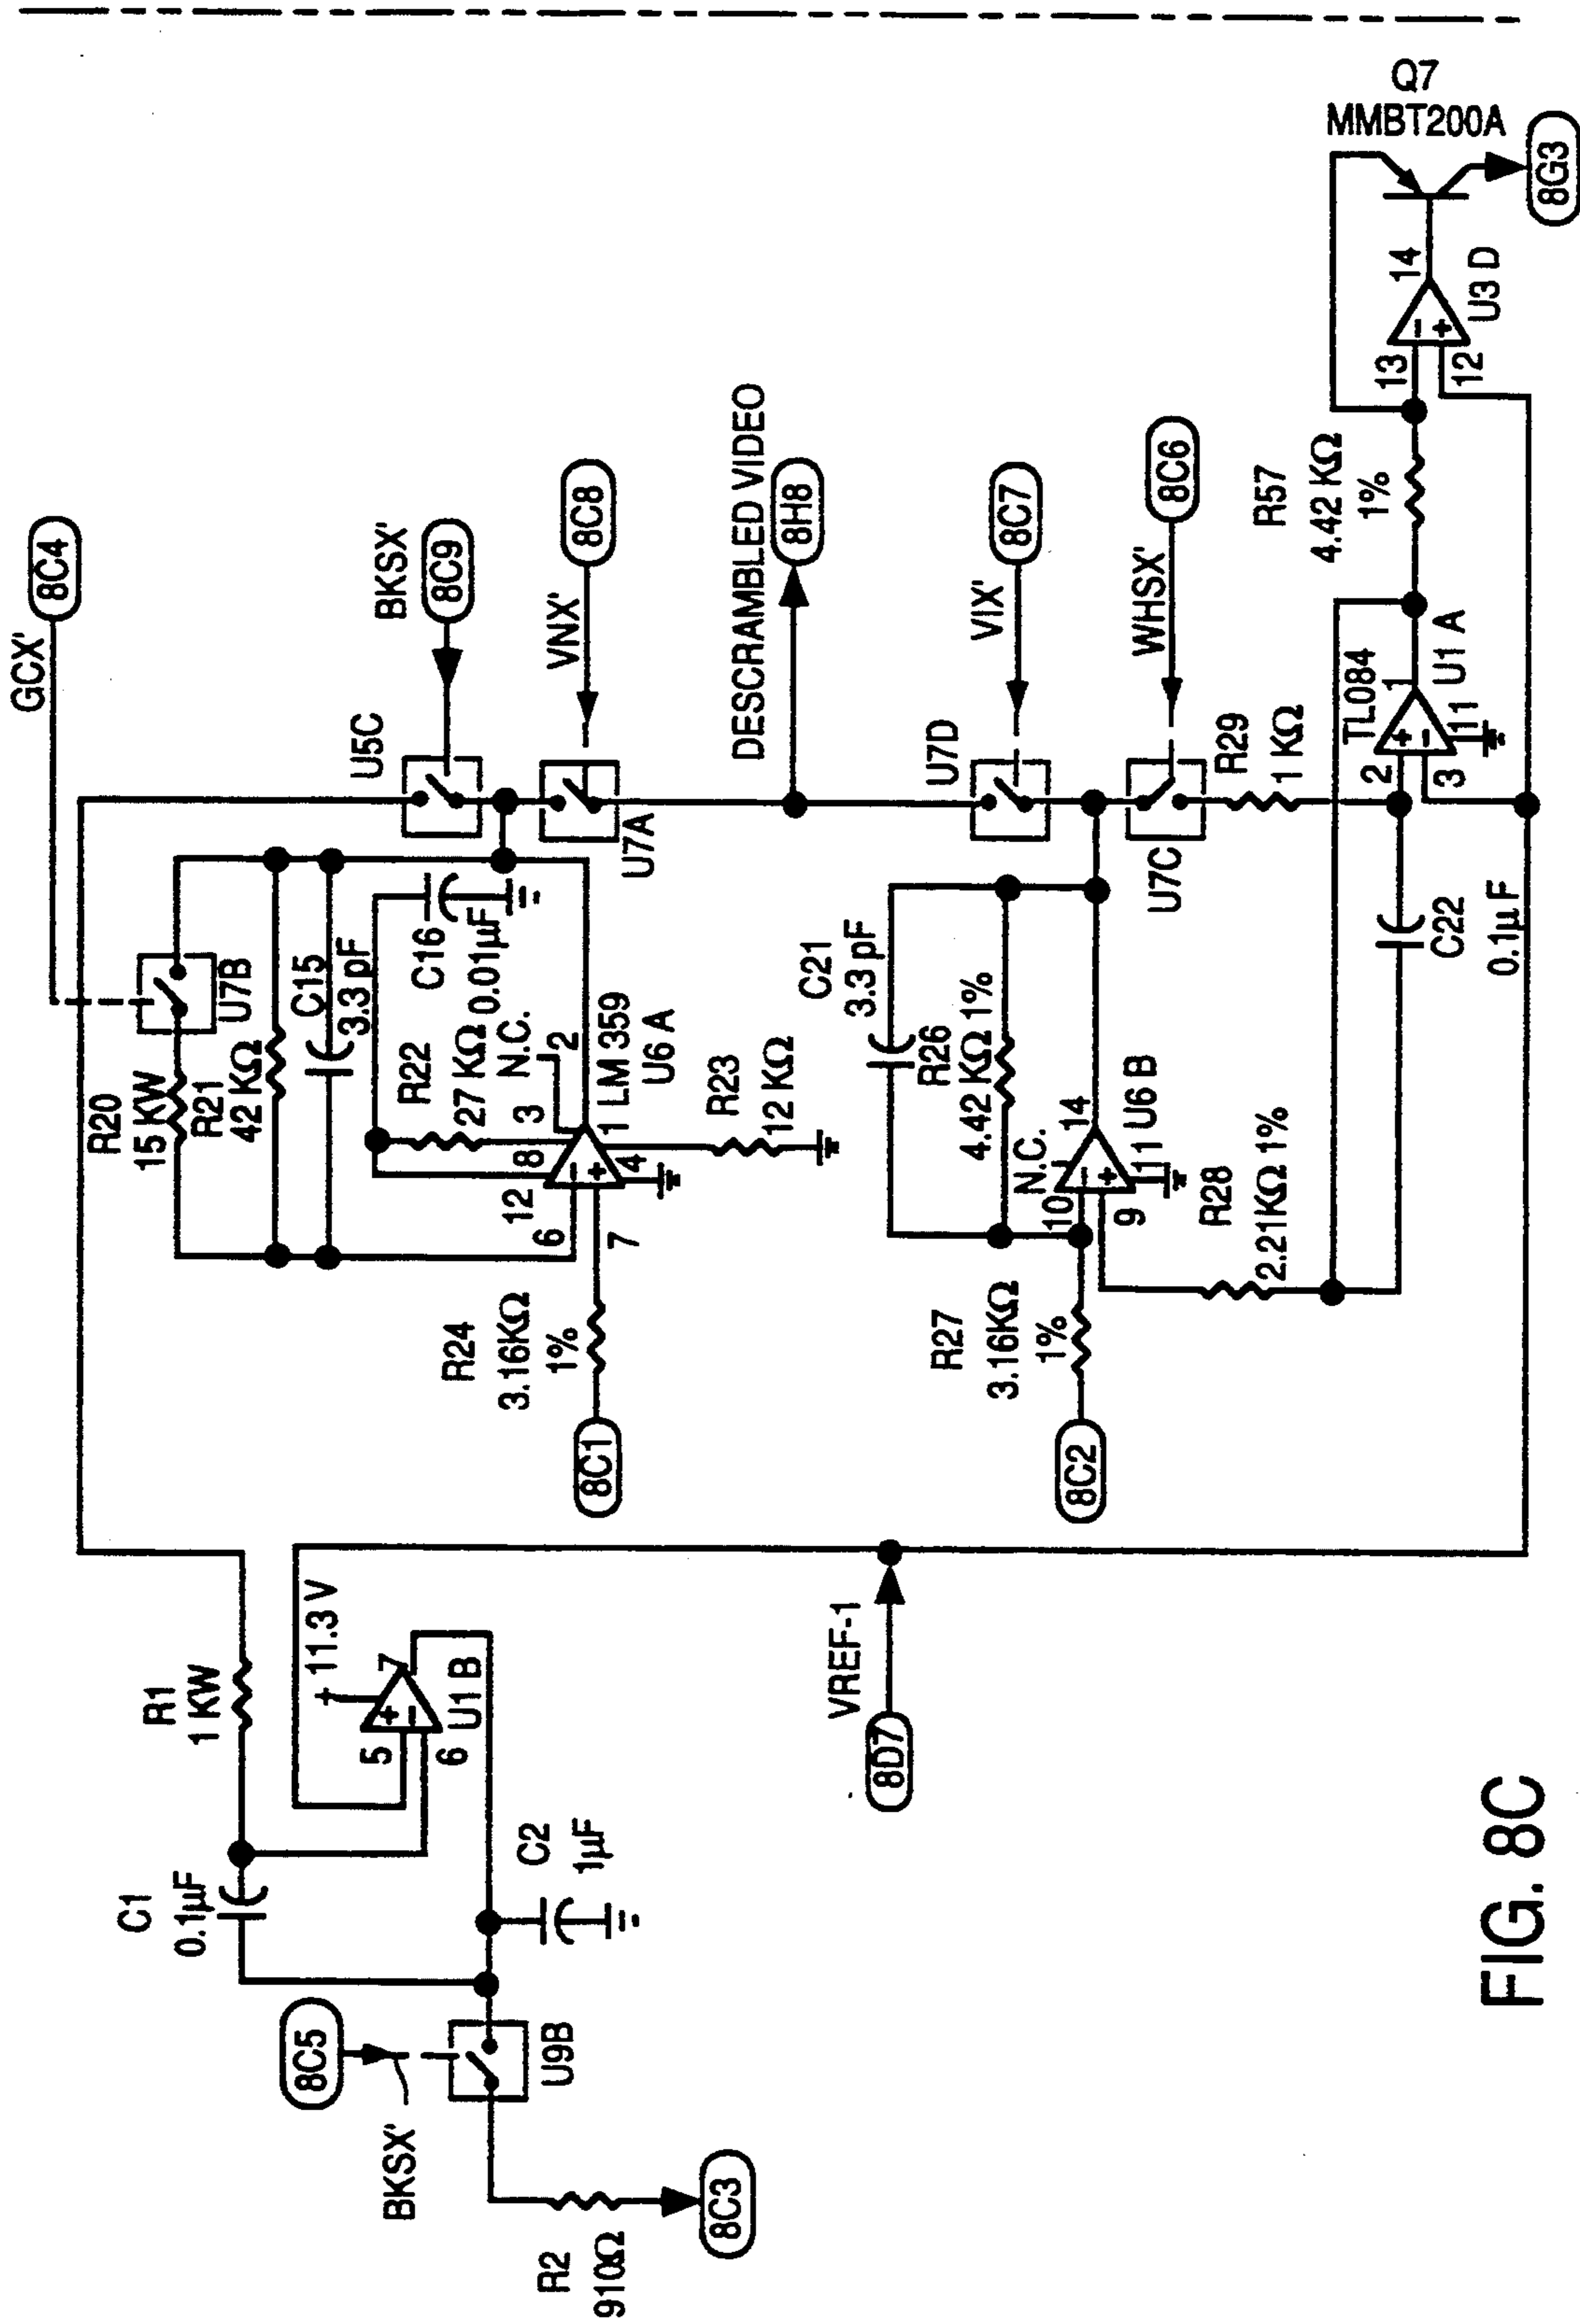 GCX'
8C4
R20
15 KW
U7B
R21
42 KΩ
C15
3.3 pF
C16
0.01µF
R22
27 KΩ
N.C.
12
8
3
2
6
7
4
1
LM 359
U6 A
R23
12 KΩ
R24
3.16KΩ
1%
8C1
U5C
BKSX'
8C9
U7A
VNX'
8C8
DESCRAMBLED VIDEO
8H8
U7D
VIX'
8C7
U7C
WHSX'
8C6
C21
3.3 pF
R26
4.42 KΩ 1%
N.C.
10
9
14
11
U6 B
R27
3.16KΩ
1%
8C2
R28
2.21KΩ 1%
R29
1 KΩ
C22
0.1µF
TL084
2
3
1
11
U1 A
R57
4.42 KΩ
1%
13
12
14
U3 D
Q7
MMBT200A
8G3
R1
1 KW
+ 11.3 V
5
6
7
U1 B
C1
0.1µF
C2
1µF
8C5
BKSX'
U9B
R2
910Ω
8C3
VREF-1
8D7
+
−
+
−
+
−
+
−
+
−
FIG. 8C